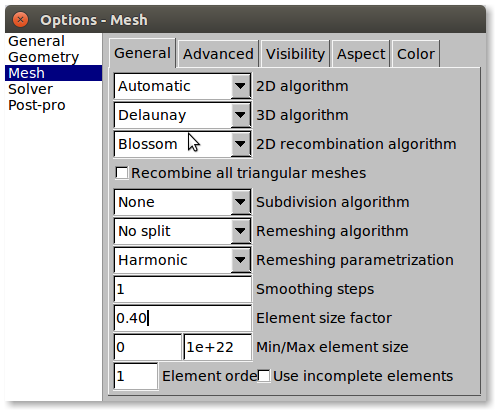 Options - Mesh
General
Geometry
Mesh
Solver
Post-pro
General Advanced Visibility Aspect Color
Automatic 2D algorithm
Delaunay 3D algorithm
Blossom 2D recombination algorithm
Recombine all triangular meshes
None Subdivision algorithm
No split Remeshing algorithm
Harmonic Remeshing parametrization
1 Smoothing steps
0.40 Element size factor
0 1e+22 Min/Max element size
1 Element orde Use incomplete elements